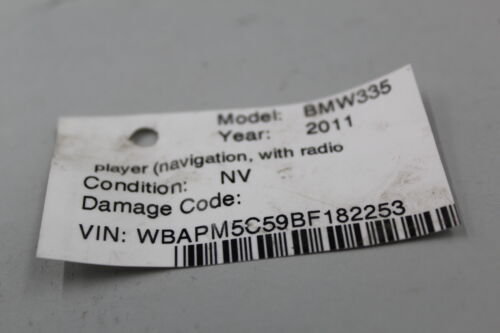 Model: BMW335
Year: 2011
player (navigation, with radio
Condition: NV
Damage Code:
VIN: WBAPM5C59BF182253